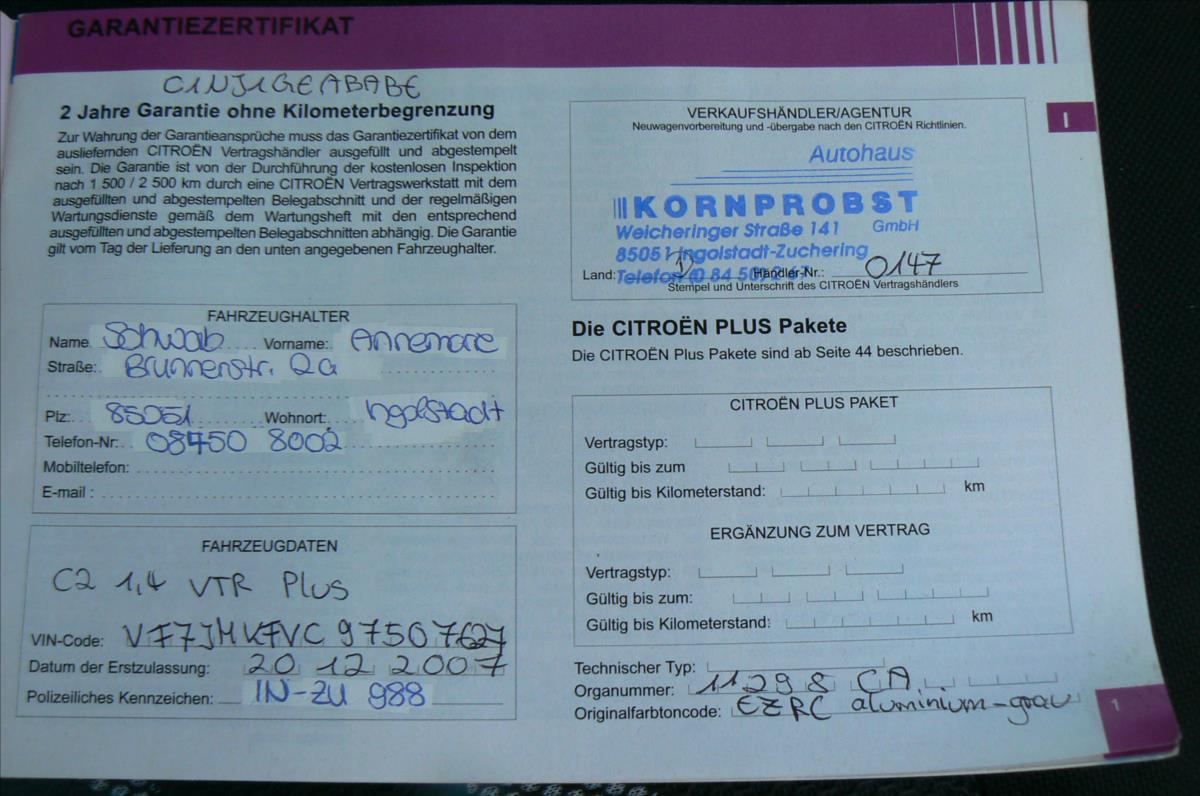 GARANTIEZERTIFIKAT
CINJIGEABABE
2 Jahre Garantie ohne Kilometerbegrenzung
Zur Wahrung der Garantieansprüche muss das Garantiezertifikat von dem
ausliefernden CITROËN Vertragshändler ausgefüllt und abgestempelt
sein. Die Garantie ist von der Durchführung der kostenlosen Inspektion
nach 1 500 / 2 500 km durch eine CITROËN Vertragswerkstatt mit dem
ausgefüllten und abgestempelten Belegabschnitt und der regelmäßigen
Wartungsdienste gemäß dem Wartungsheft mit den entsprechend
ausgefüllten und abgestempelten Belegabschnitten abhängig. Die Garantie
gilt vom Tag der Lieferung an den unten angegebenen Fahrzeughalter.
FAHRZEUGHALTER
Name Schwab Vorname: Annemarie
Straße: Brunnenstr. 2a
Plz: 85051 Wohnort: Ingolstadt
Telefon-Nr: 08450 8002
Mobiltelefon:
E-mail :
FAHRZEUGDATEN
C2 1,4 VTR Plus
VIN-Code: VF7JMKFVC97507627
Datum der Erstzulassung: 20 12 2007
Polizeiliches Kennzeichen: IN-ZU 988
VERKAUFSHÄNDLER/AGENTUR
Neuwagenvorbereitung und -übergabe nach den CITROËN Richtlinien.
Autohaus
KORNPROBST
Weicheringer Straße 141 GmbH
85051 Ingolstadt-Zuchering
Land: D Telefon Händler-Nr.: 0147
Stempel und Unterschrift des CITROËN Vertragshändlers
Die CITROËN PLUS Pakete
Die CITROËN Plus Pakete sind ab Seite 44 beschrieben.
CITROËN PLUS PAKET
Vertragstyp:
Gültig bis zum
Gültig bis Kilometerstand: km
ERGÄNZUNG ZUM VERTRAG
Vertragstyp:
Gültig bis zum:
Gültig bis Kilometerstand: km
Technischer Typ:
Organummer: 11298 CA
Originalfarbtoncode: EZRC aluminium-grau
I
1